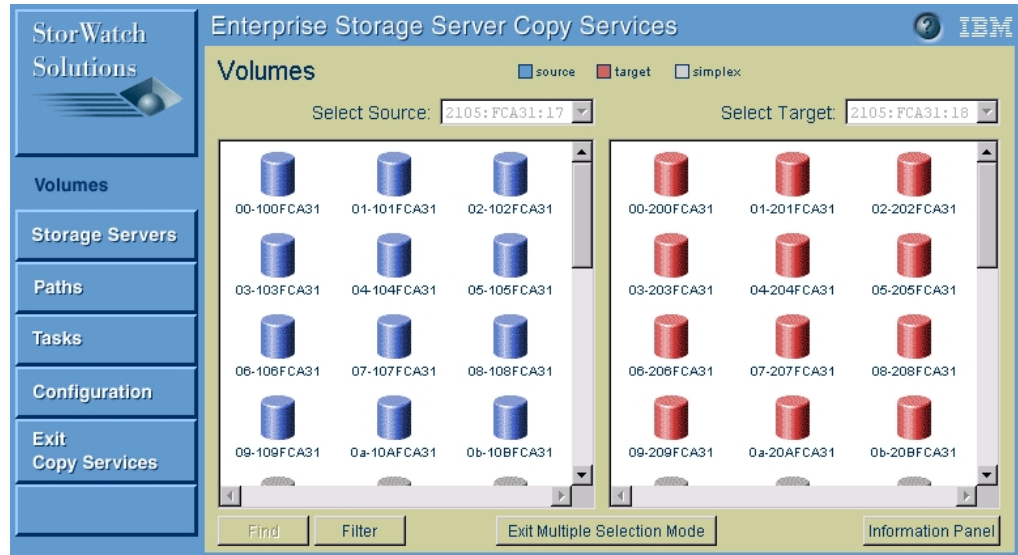 StorWatch
Solutions
Enterprise Storage Server Copy Services
? IBM
Volumes
source target simplex
Select Source: 2105:FCA31:17
Select Target: 2105:FCA31:18
Volumes
Storage Servers
Paths
Tasks
Configuration
Exit
Copy Services
00-100FCA31 01-101FCA31 02-102FCA31
03-103FCA31 04-104FCA31 05-105FCA31
06-106FCA31 07-107FCA31 08-108FCA31
09-109FCA31 0a-10AFCA31 0b-10BFCA31
00-200FCA31 01-201FCA31 02-202FCA31
03-203FCA31 04-204FCA31 05-205FCA31
06-206FCA31 07-207FCA31 08-208FCA31
09-209FCA31 0a-20AFCA31 0b-20BFCA31
Find Filter Exit Multiple Selection Mode Information Panel